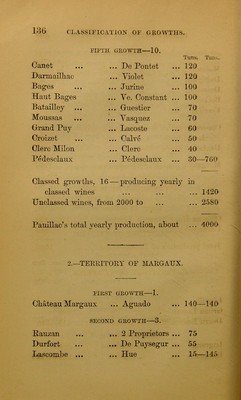 136 CLASSIFICATION OF GROWTHS.
FIFTH GROWTH—10.
Tuns. Tuns.
Canet ... ... De Pontet ... 120
Darmailhac ... Violet ... 120
Bages ... ... Jurine ... 100
Haut Bages ... Ve. Constant ... 100
Batailley ... ... Guestier ... 70
Moussas ... ... Vasquez ... 70
Grand Puy ... Lacoste ... 60
Croizet ... ... Calvé ... 50
Clerc Milon ... Clerc ... 40
Pédesclaux ... Pédesclaux ... 30—760
Classed growths, 16—producing yearly in
classed wines ... ... ... 1420
Unclassed wines, from 2000 to ... ... 2580
Pauillac's total yearly production, about ... 4000
2.—TERRITORY OF MARGAUX.
FIRST GROWTH—1.
Château Margaux ... Aguado ... 140—140
SECOND GROWTH—3.
Rauzan ... ... 2 Proprietors ... 75
Durfort ... De Puysegur ... 55
Lascombe ... ... Hue ... 15—145